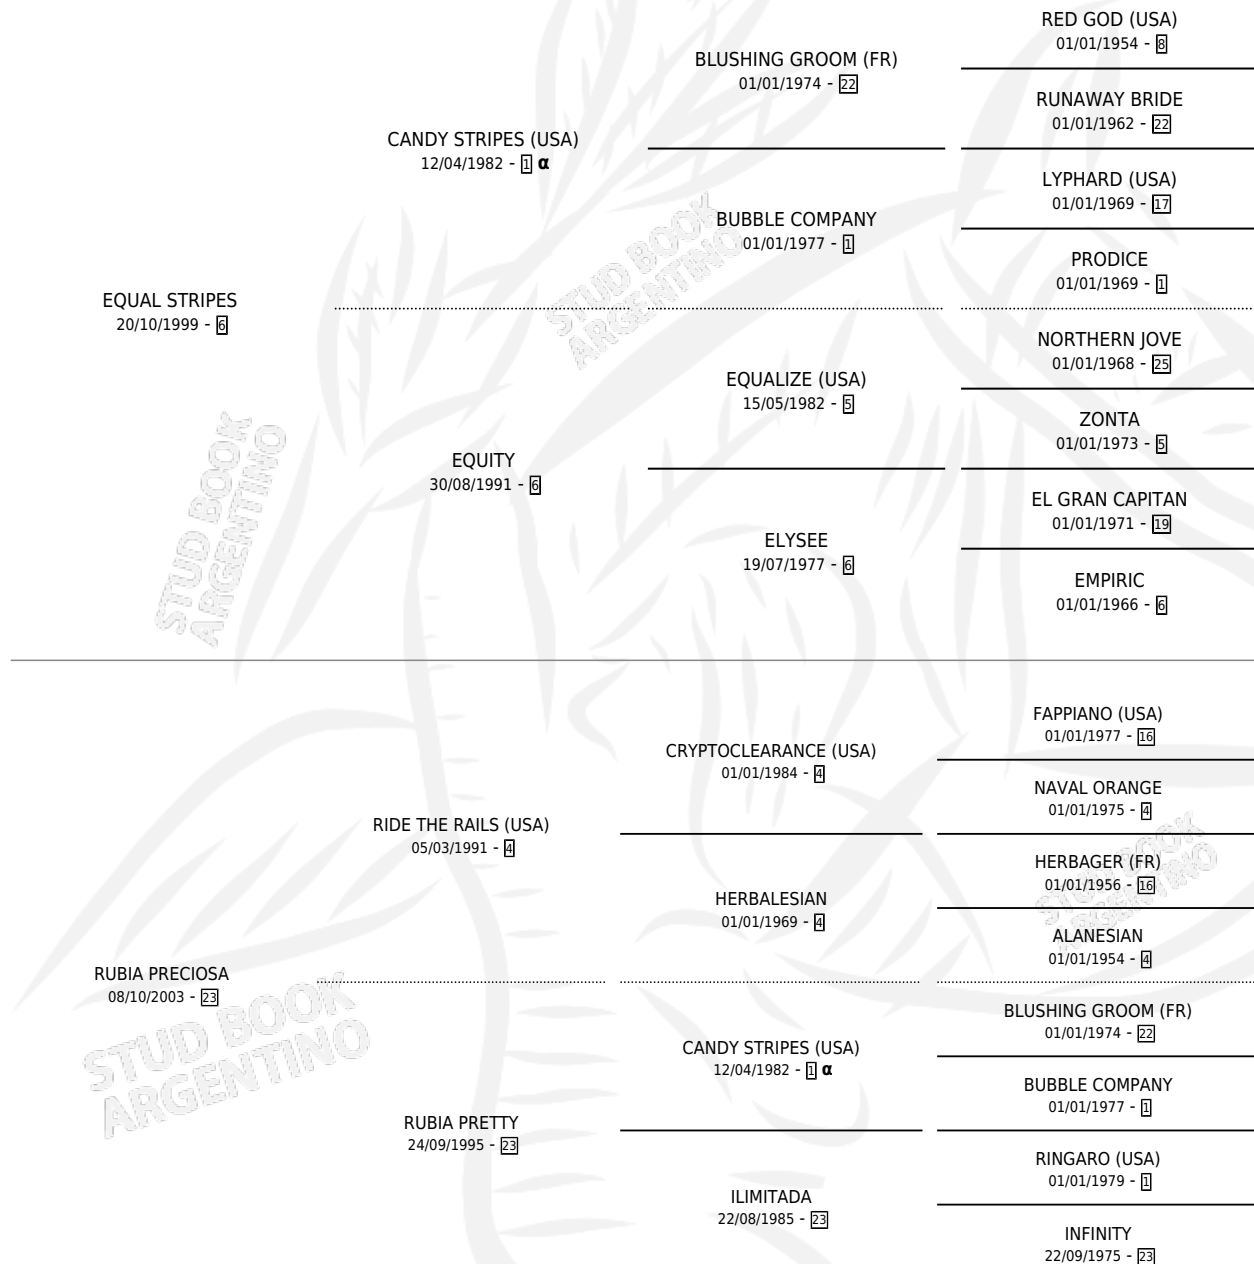 RED GOD (USA)
01/01/1954 - 8
BLUSHING GROOM (FR)
01/01/1974 - 22
RUNAWAY BRIDE
01/01/1962 - 22
CANDY STRIPES (USA)
12/04/1982 - 1 α
LYPHARD (USA)
01/01/1969 - 17
BUBBLE COMPANY
01/01/1977 - 1
PRODICE
01/01/1969 - 1
EQUAL STRIPES
20/10/1999 - 6
NORTHERN JOVE
01/01/1968 - 25
EQUALIZE (USA)
15/05/1982 - 5
ZONTA
01/01/1973 - 5
EQUITY
30/08/1991 - 6
EL GRAN CAPITAN
01/01/1971 - 19
ELYSEE
19/07/1977 - 6
EMPIRIC
01/01/1966 - 6
FAPPIANO (USA)
01/01/1977 - 16
CRYPTOCLEARANCE (USA)
01/01/1984 - 4
NAVAL ORANGE
01/01/1975 - 4
RIDE THE RAILS (USA)
05/03/1991 - 4
HERBAGER (FR)
01/01/1956 - 16
HERBALESIAN
01/01/1969 - 4
ALANESIAN
01/01/1954 - 4
RUBIA PRECIOSA
08/10/2003 - 23
BLUSHING GROOM (FR)
01/01/1974 - 22
CANDY STRIPES (USA)
12/04/1982 - 1 α
BUBBLE COMPANY
01/01/1977 - 1
RUBIA PRETTY
24/09/1995 - 23
RINGARO (USA)
01/01/1979 - 1
ILIMITADA
22/08/1985 - 23
INFINITY
22/09/1975 - 23
STUD BOOK
ARGENTINO
STUD BOOK
ARGENTINO
STUD BOOK
ARGENTINO
STUD BOOK
ARGENTINO